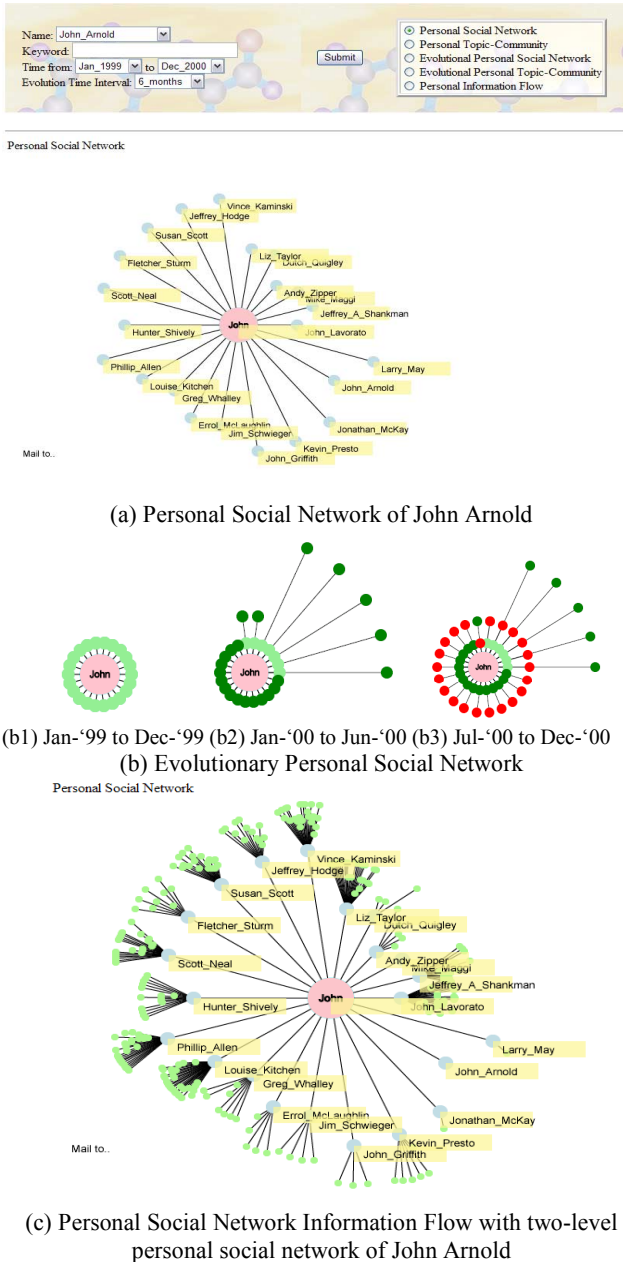 Name: John_Arnold
Keyword:
Time from: Jan_1999 to Dec_2000
Evolution Time Interval: 6_months
Submit
Personal Social Network
Personal Topic-Community
Evolutional Personal Social Network
Evolutional Personal Topic-Community
Personal Information Flow
Personal Social Network
Vince_Kaminski
Jeffrey_Hodge
Susan_Scott
Liz_Taylor
Dutch_Quigley
Fletcher_Sturm
Andy_Zipper
Mike_Maggi
Scott_Neal
Jeffrey_A_Shankman
John
Hunter_Shively
John_Lavorato
Phillip_Allen
Larry_May
Louise_Kitchen
John_Arnold
Greg_Whalley
Errol_McLaughlin
Jonathan_McKay
Jim_Schwieger
Kevin_Presto
John_Griffith
Mail to..
(a) Personal Social Network of John Arnold
John
John
John
(b1) Jan-‘99 to Dec-‘99 (b2) Jan-‘00 to Jun-‘00 (b3) Jul-‘00 to Dec-‘00
(b) Evolutionary Personal Social Network
Personal Social Network
Vince_Kaminski
Jeffrey_Hodge
Susan_Scott
Liz_Taylor
Dutch_Quigley
Fletcher_Sturm
Andy_Zipper
Mike_Maggi
Scott_Neal
Jeffrey_A_Shankman
John
Hunter_Shively
John_Lavorato
Phillip_Allen
Larry_May
Louise_Kitchen
John_Arnold
Greg_Whalley
Errol_McLaughlin
Jonathan_McKay
Jim_Schwieger
Kevin_Presto
John_Griffith
Mail to..
(c) Personal Social Network Information Flow with two-level
personal social network of John Arnold